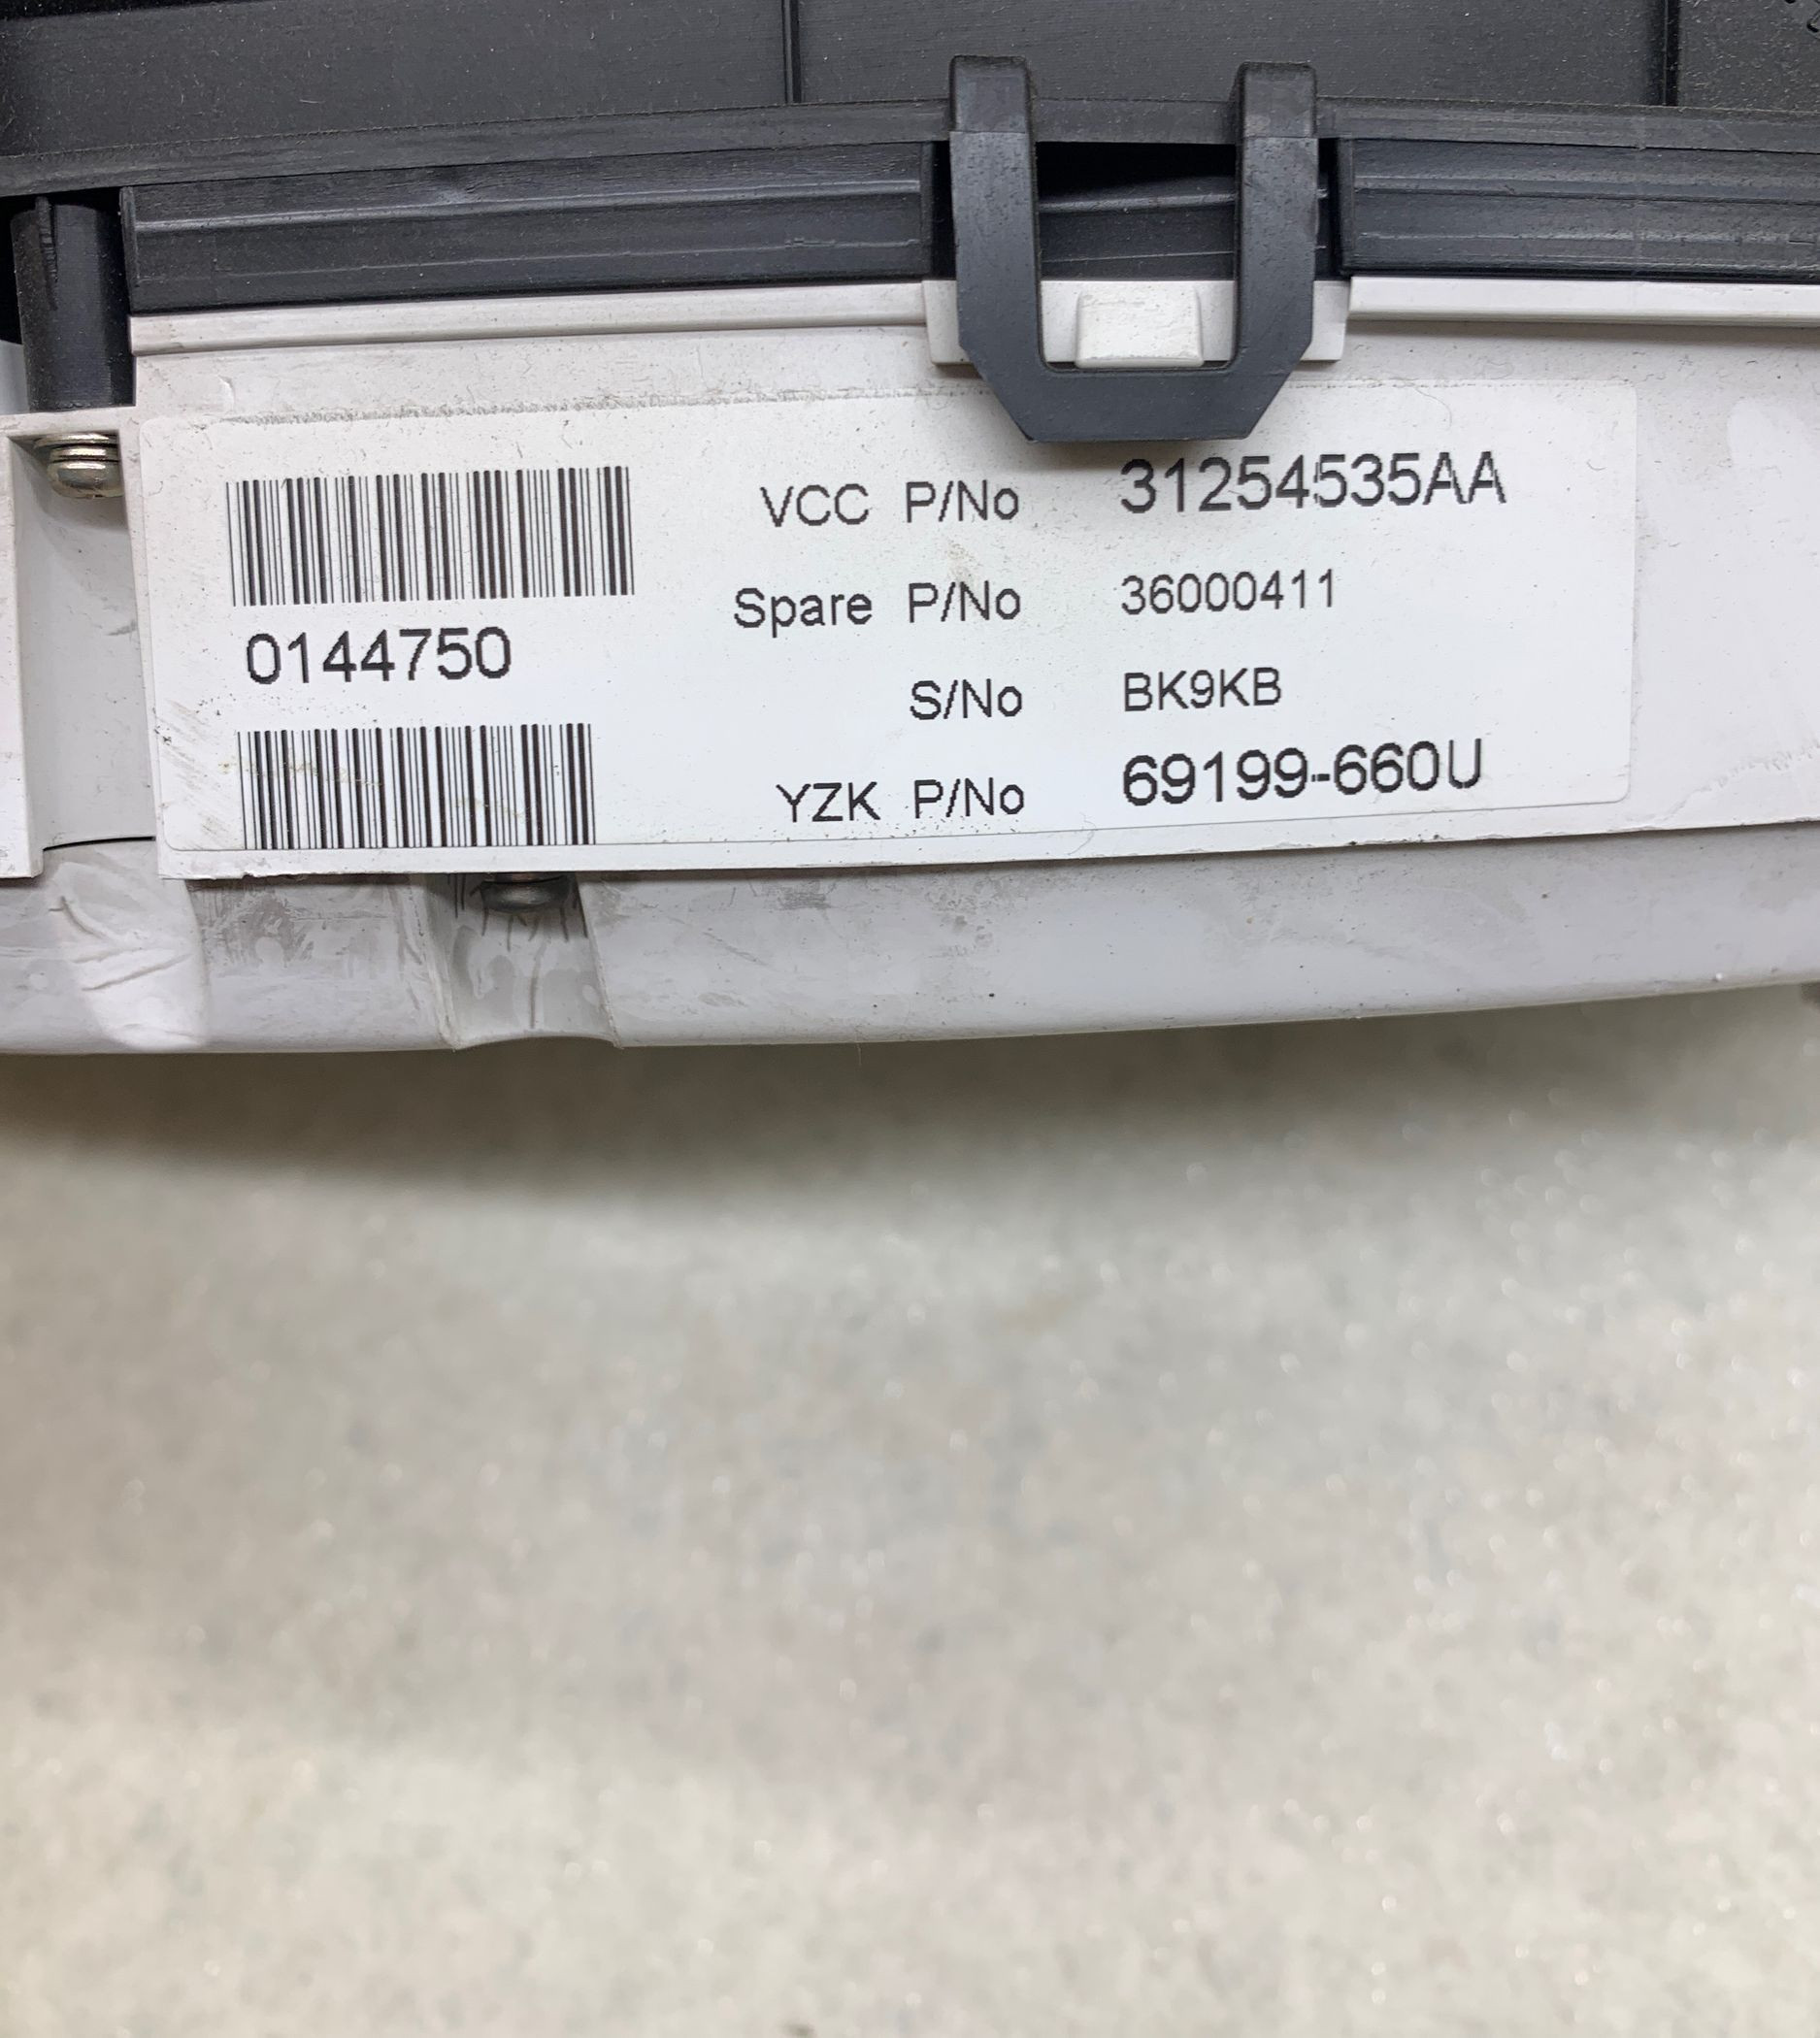 0144750
VCC P/No 31254535AA
Spare P/No 36000411
S/No BK9KB
YZK P/No 69199-660U